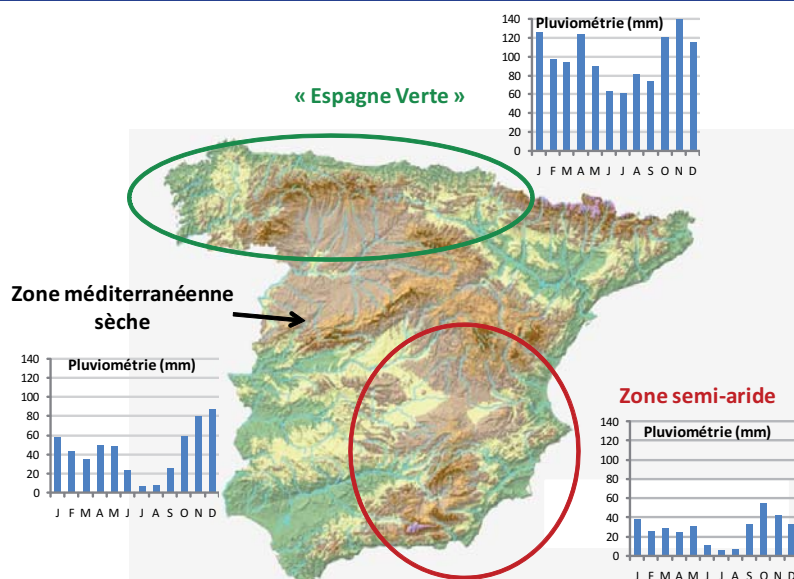 140
Pluviométrie (mm)
120
100
80
60
40
20
0
J F M A M J J A S O N D
« Espagne Verte »
Zone méditerranéenne
sèche
140
Pluviométrie (mm)
120
100
80
60
40
20
0
J F M A M J J A S O N D
Zone semi-aride
140
Pluviométrie (mm)
120
100
80
60
40
20
0
J F M A M J J A S O N D